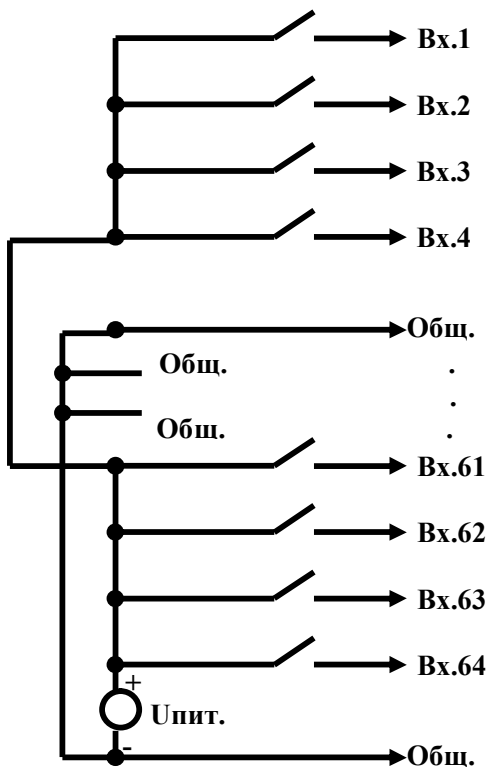 Вх.1
Вх.2
Вх.3
Вх.4
Общ.
Общ.
.
.
Общ.
.
Вх.61
Вх.62
Вх.63
Вх.64
+
Uпит.
-
Общ.